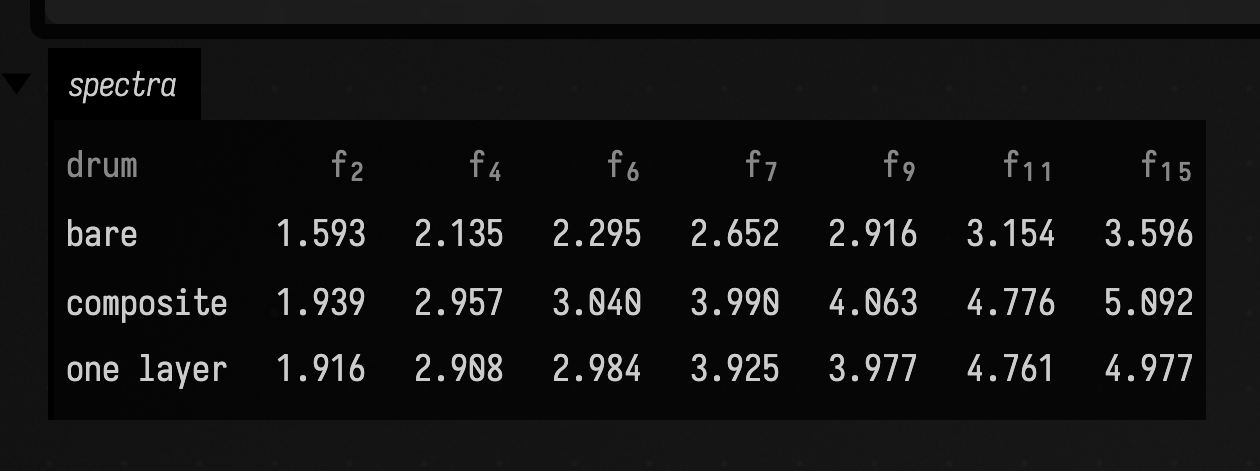 spectra
drum f₂ f₄ f₆ f₇ f₉ f₁₁ f₁₅
bare 1.593 2.135 2.295 2.652 2.916 3.154 3.596
composite 1.939 2.957 3.040 3.990 4.063 4.776 5.092
one layer 1.916 2.908 2.984 3.925 3.977 4.761 4.977